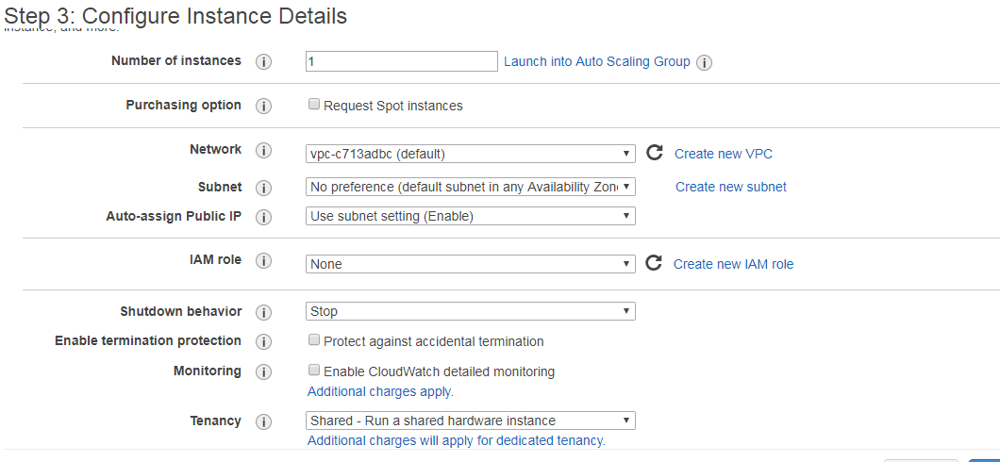 Step 3: Configure Instance Details
instance, and more.
Number of instances i 1 Launch into Auto Scaling Group i
Purchasing option i Request Spot instances
Network i vpc-c713adbc (default) Create new VPC
Subnet i No preference (default subnet in any Availability Zon Create new subnet
Auto-assign Public IP i Use subnet setting (Enable)
IAM role i None Create new IAM role
Shutdown behavior i Stop
Enable termination protection i Protect against accidental termination
Monitoring i Enable CloudWatch detailed monitoring
Additional charges apply.
Tenancy i Shared - Run a shared hardware instance
Additional charges will apply for dedicated tenancy.